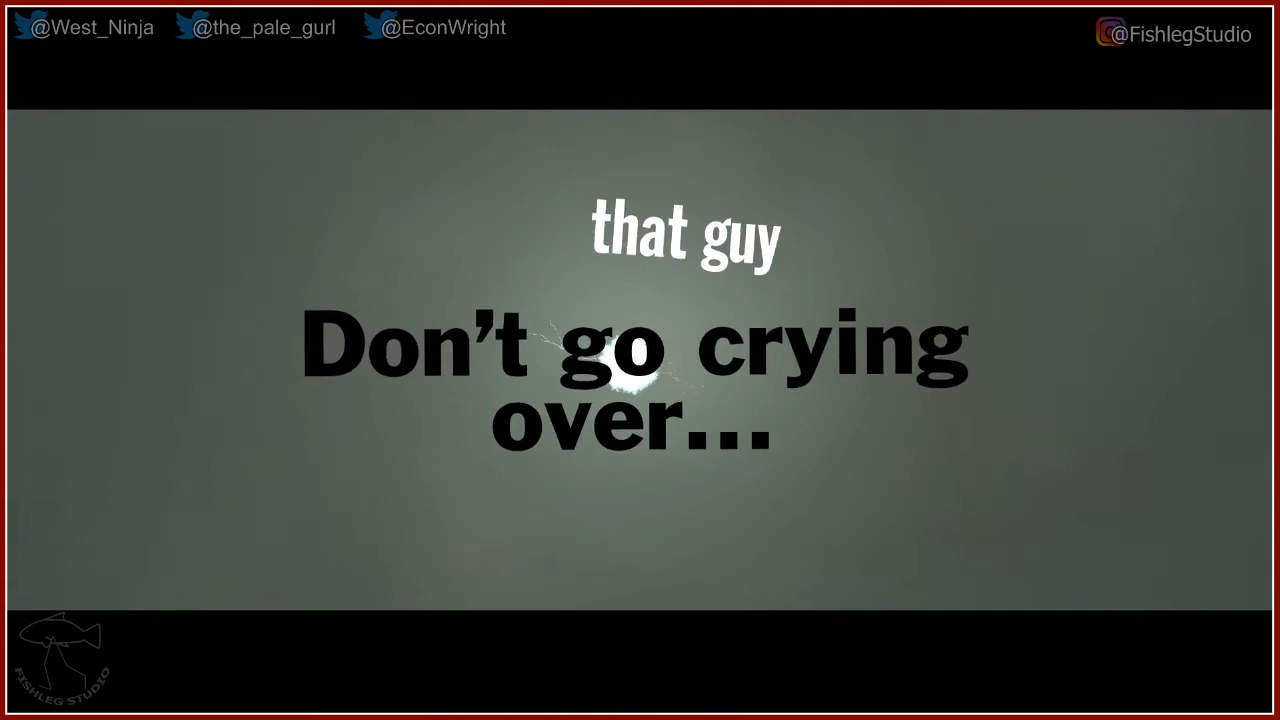 @West_Ninja @the_pale_gurl @EconWright @FishlegStudio
that guy
Don't go crying
over...
FISHLEG STUDIO